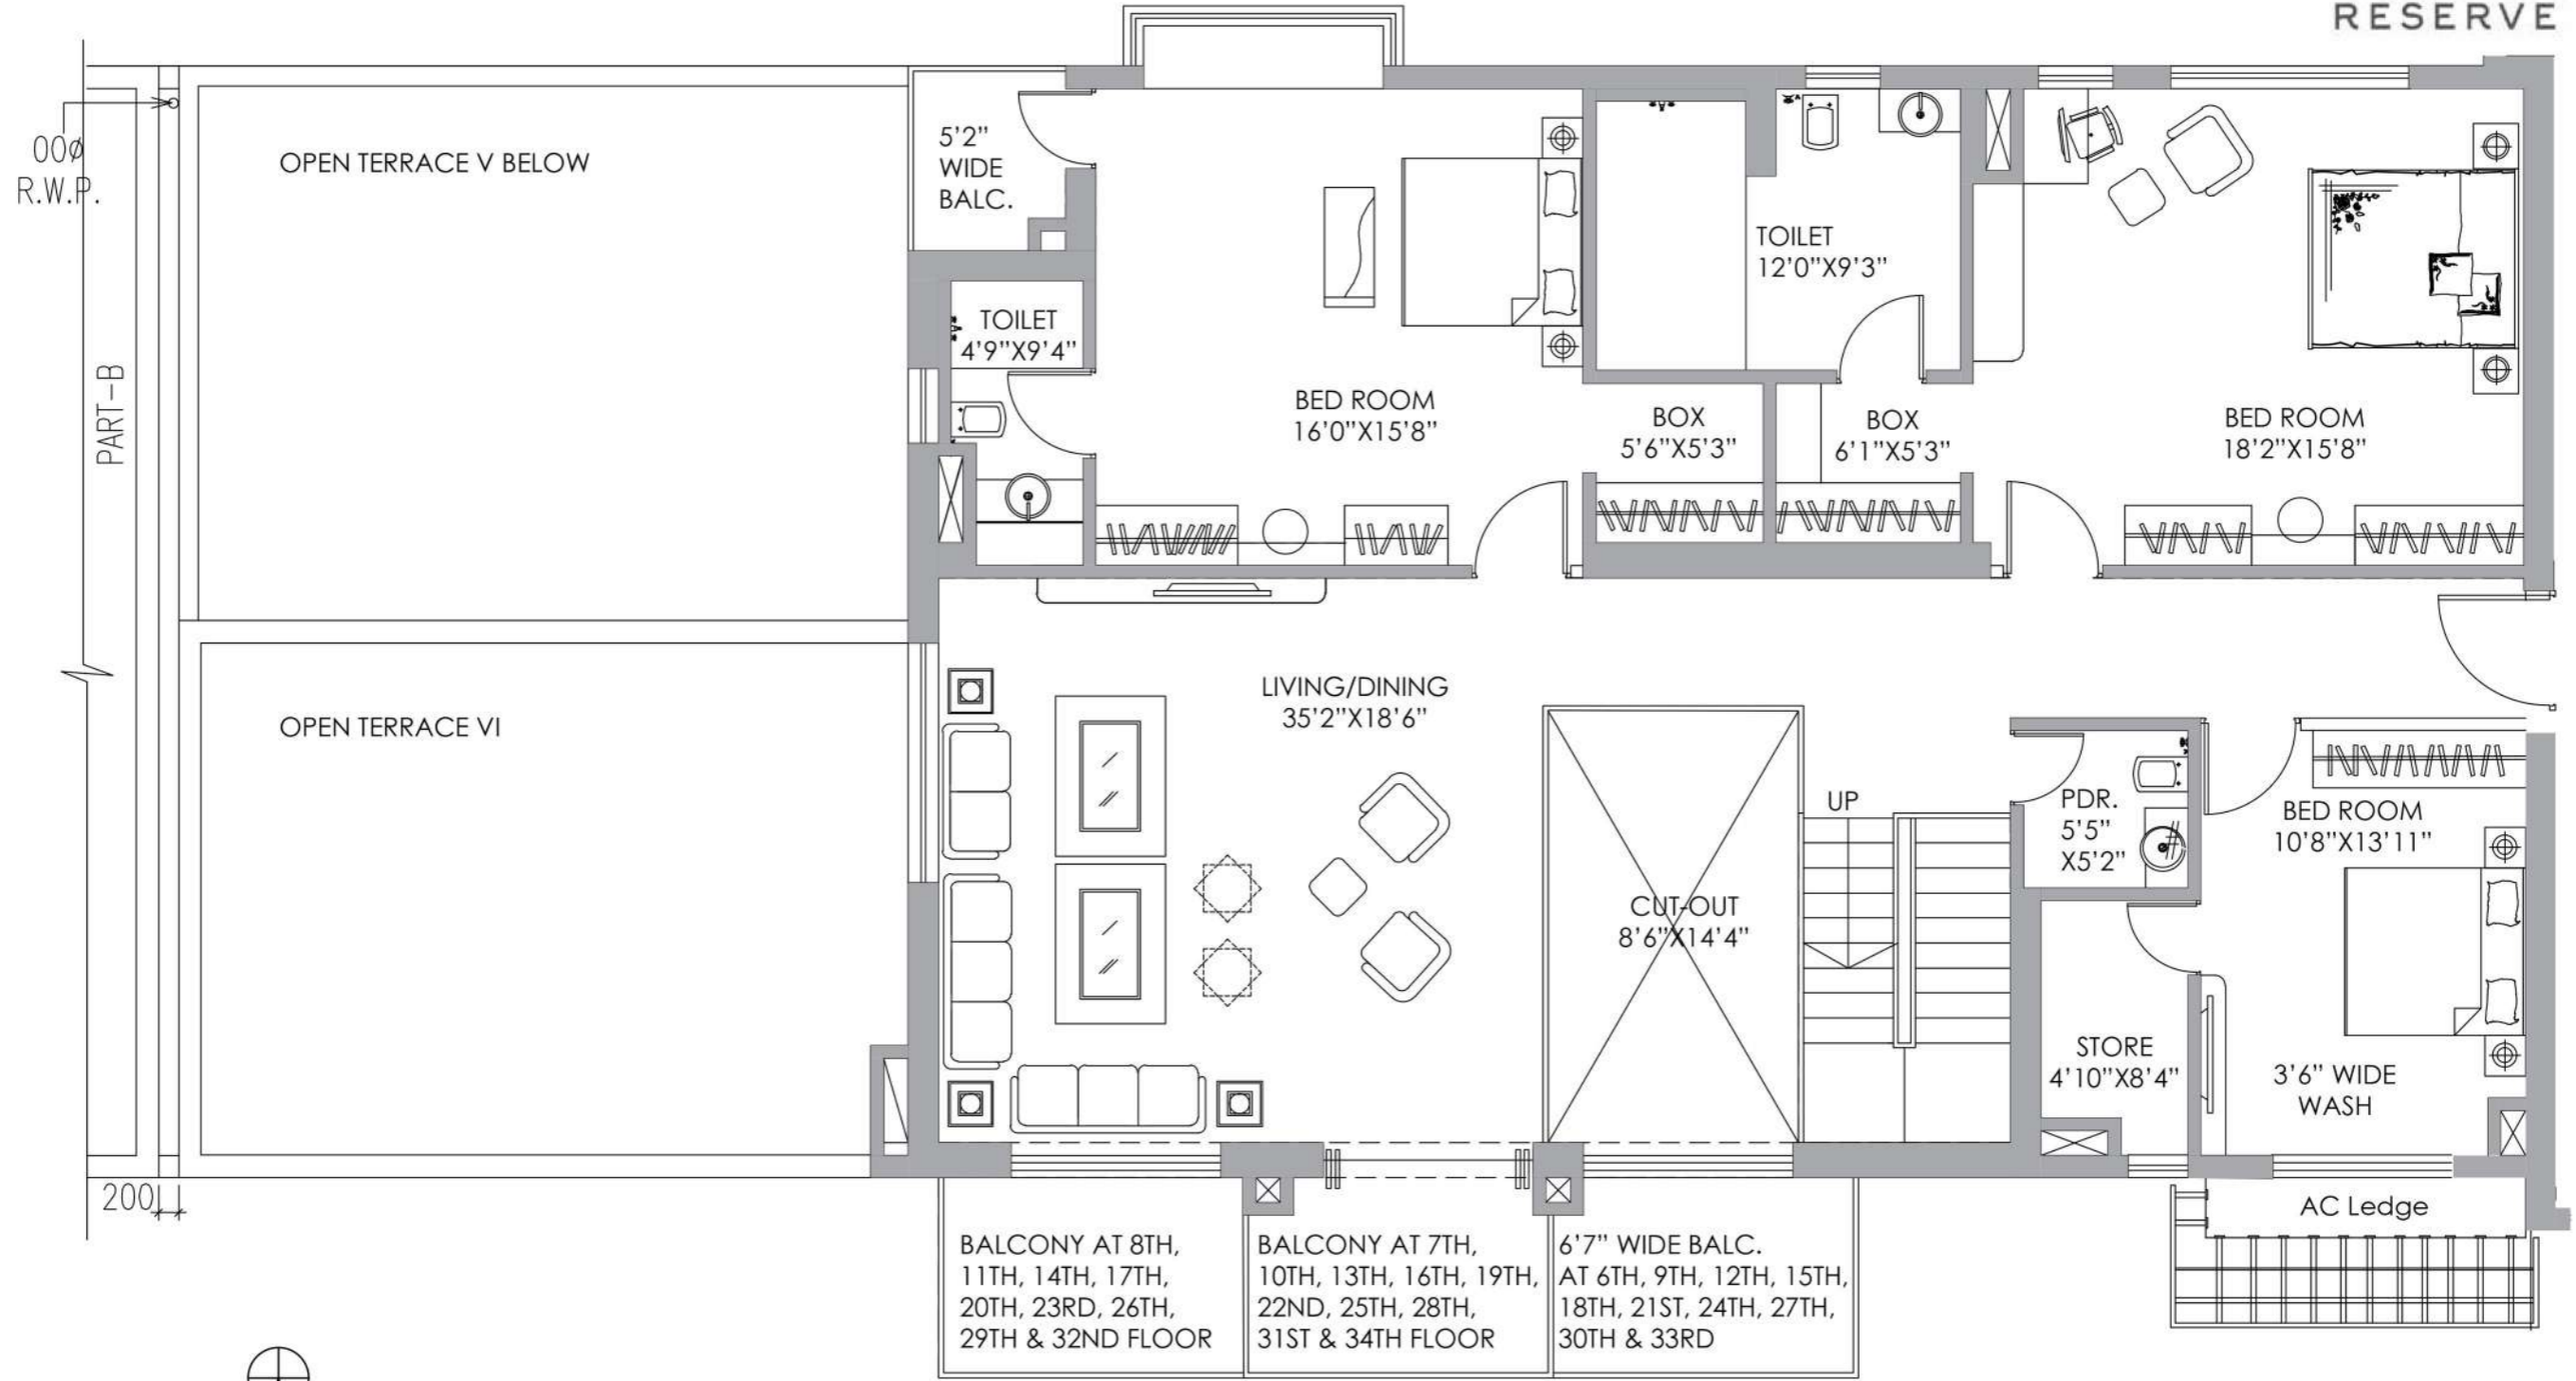 RESERVE
00ø
R.W.P.
PART-B
200
OPEN TERRACE V BELOW
OPEN TERRACE VI
5'2”
WIDE
BALC.
TOILET
4'9”X9'4”
BED ROOM
16'0”X15'8”
TOILET
12'0”X9'3”
BOX
5'6”X5'3”
BOX
6'1”X5'3”
BED ROOM
18'2”X15'8”
LIVING/DINING
35'2”X18'6”
CUT-OUT
8'6”X14'4”
UP
PDR.
5'5”
X5'2”
BED ROOM
10'8”X13'11”
STORE
4'10”X8'4”
3'6” WIDE
WASH
AC Ledge
BALCONY AT 8TH,
11TH, 14TH, 17TH,
20TH, 23RD, 26TH,
29TH & 32ND FLOOR
BALCONY AT 7TH,
10TH, 13TH, 16TH, 19TH,
22ND, 25TH, 28TH,
31ST & 34TH FLOOR
6'7” WIDE BALC.
AT 6TH, 9TH, 12TH, 15TH,
18TH, 21ST, 24TH, 27TH,
30TH & 33RD